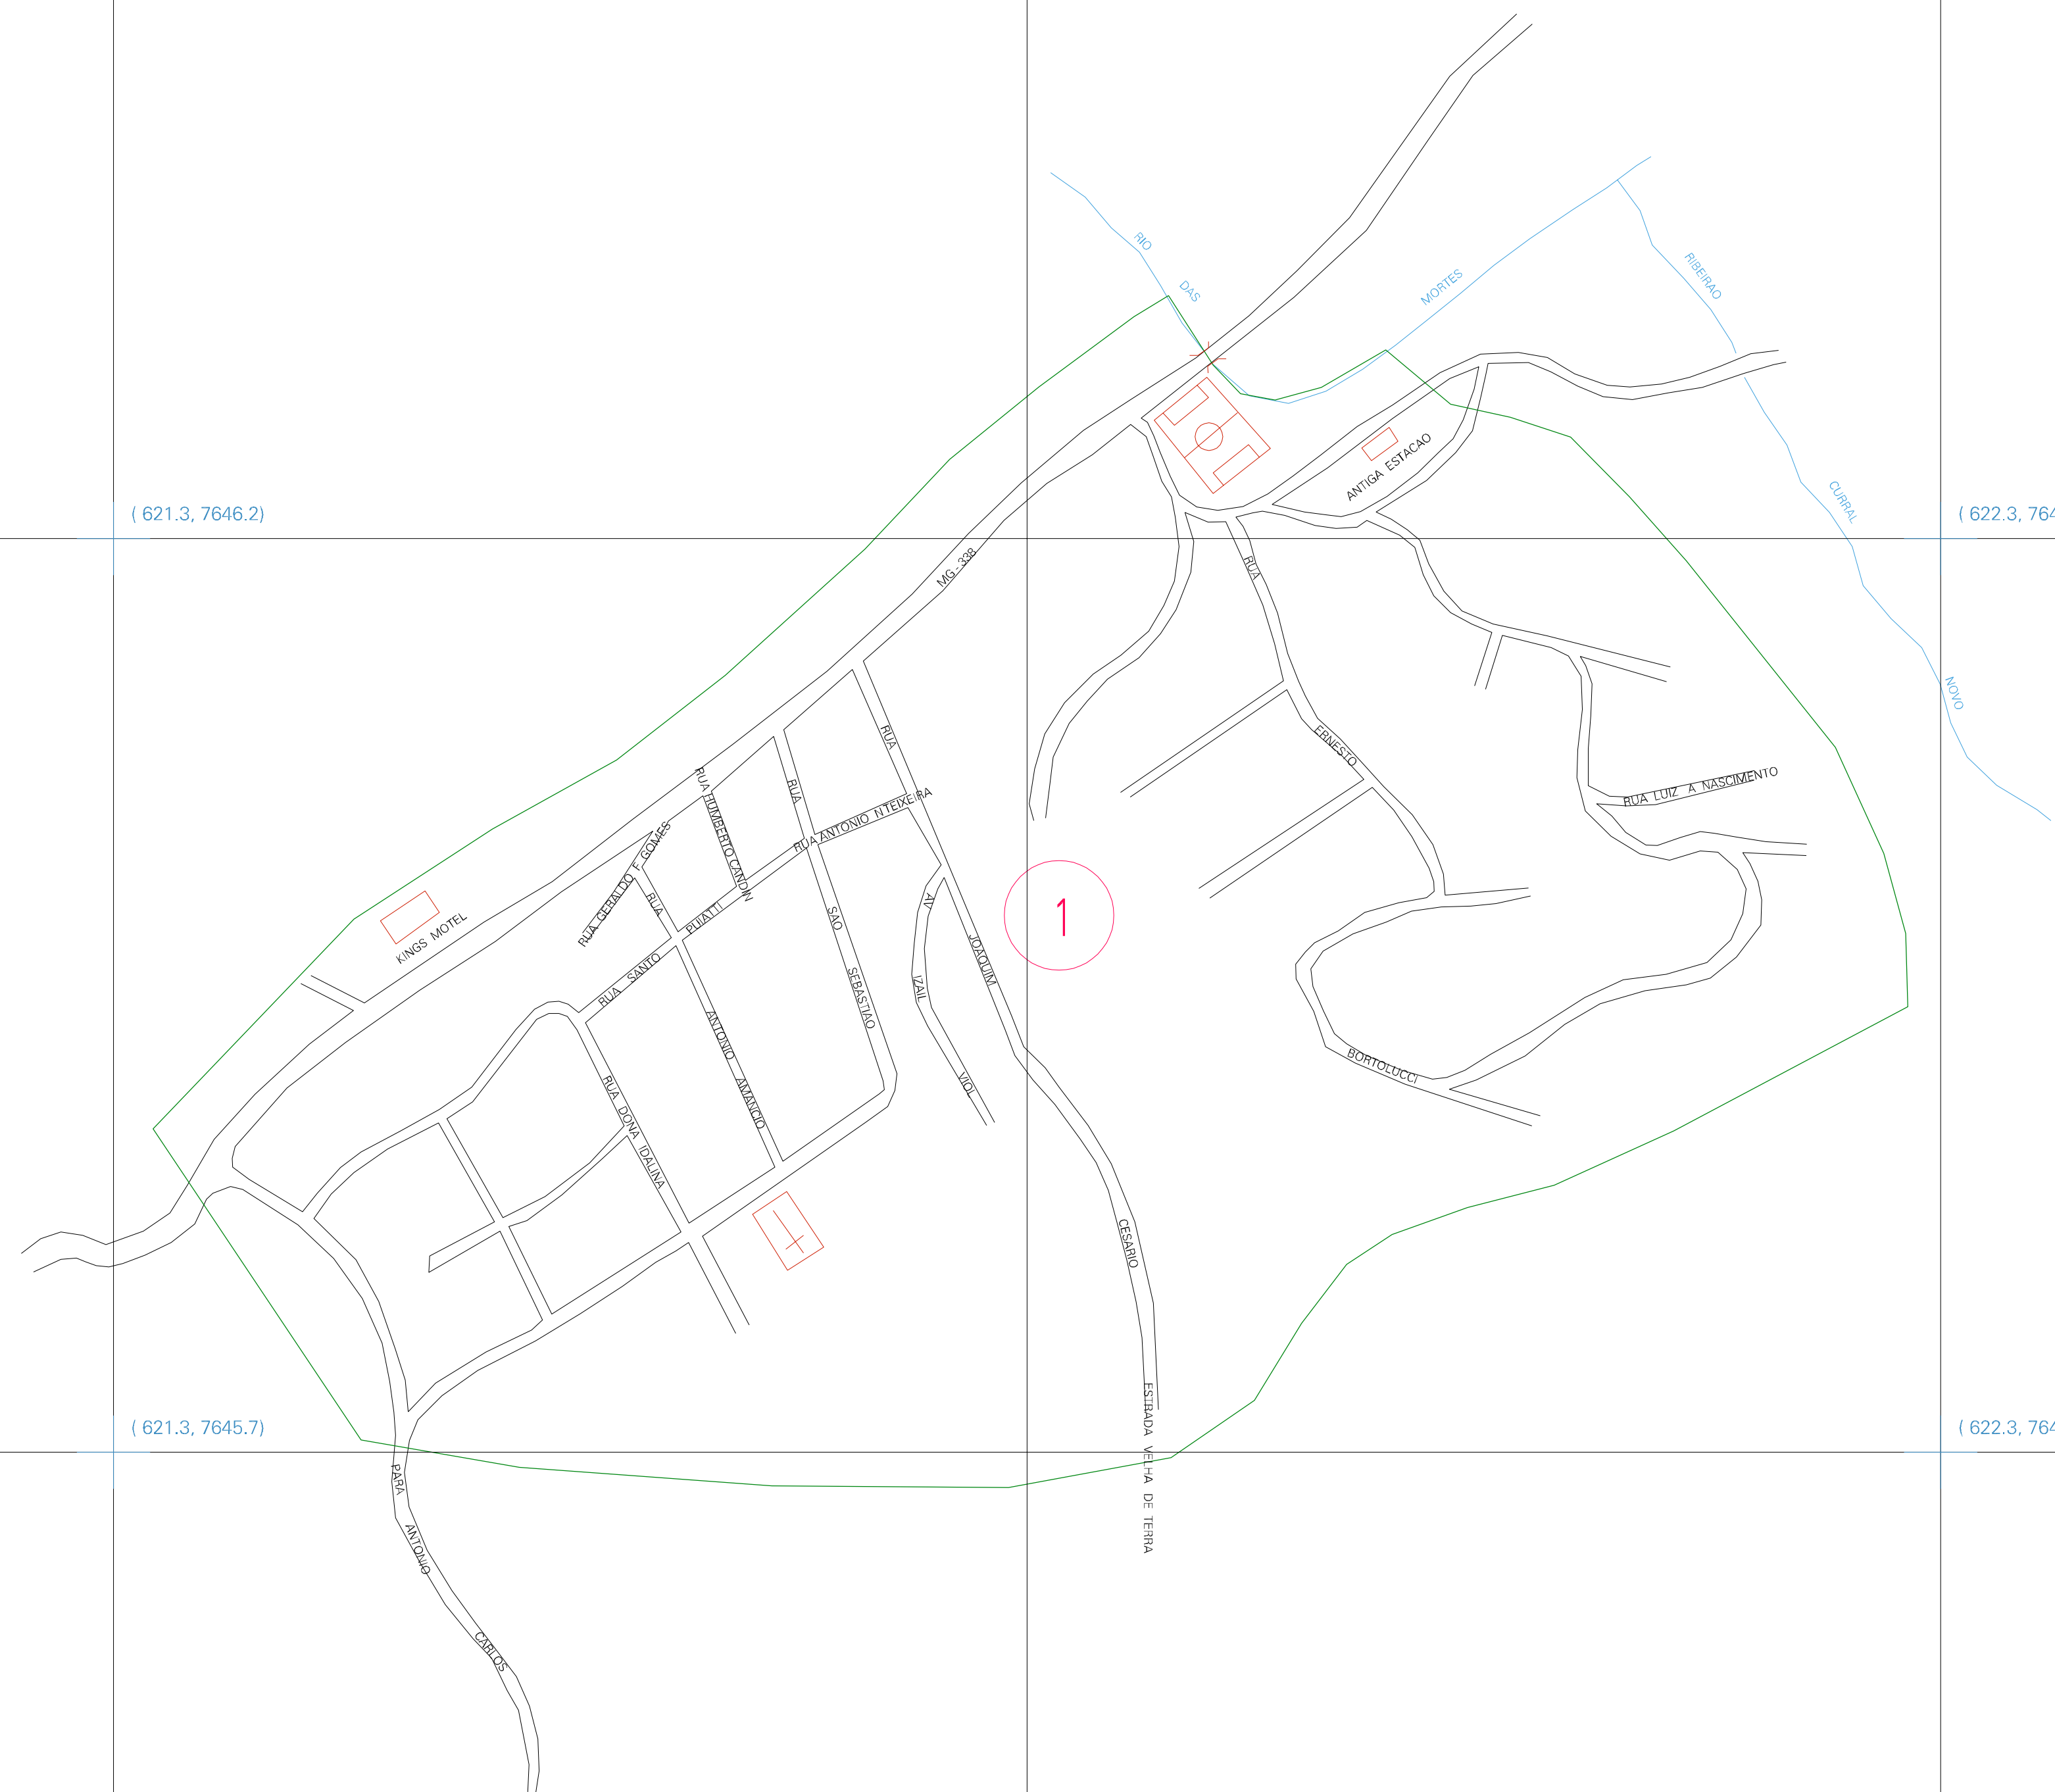 RIO
DAS
MORTES
RIBEIRAO
CURRAL
NOVO
ANTIGA ESTACAO
( 621.3, 7646.2)
( 622.3, 764
MG - 338
RUA
ERNESTO
BORTOLUCCI
RUA LUIZ A NASCIMENTO
RUA
JOAQUIM
CESARIO
ESTRADA VELHA DE TERRA
RUA
SAO
SEBASTIAO
RUA HUMBERTO CANDIN
RUA ANTONIO N TEIXEIRA
RUA GERALDO F GOMES
RUA
ANTONIO
AMANCIO
RUA SANTO
PUIATTI
IZAIL
VIOL
1
KINGS MOTEL
RUA DONA IDALINA
( 621.3, 7645.7)
( 622.3, 764
PARA
ANTONIO
CARLOS